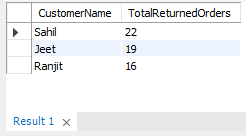 CustomerName TotalReturnedOrders
Sahil 22
Jeet 19
Ranjit 16
Result 1 ×